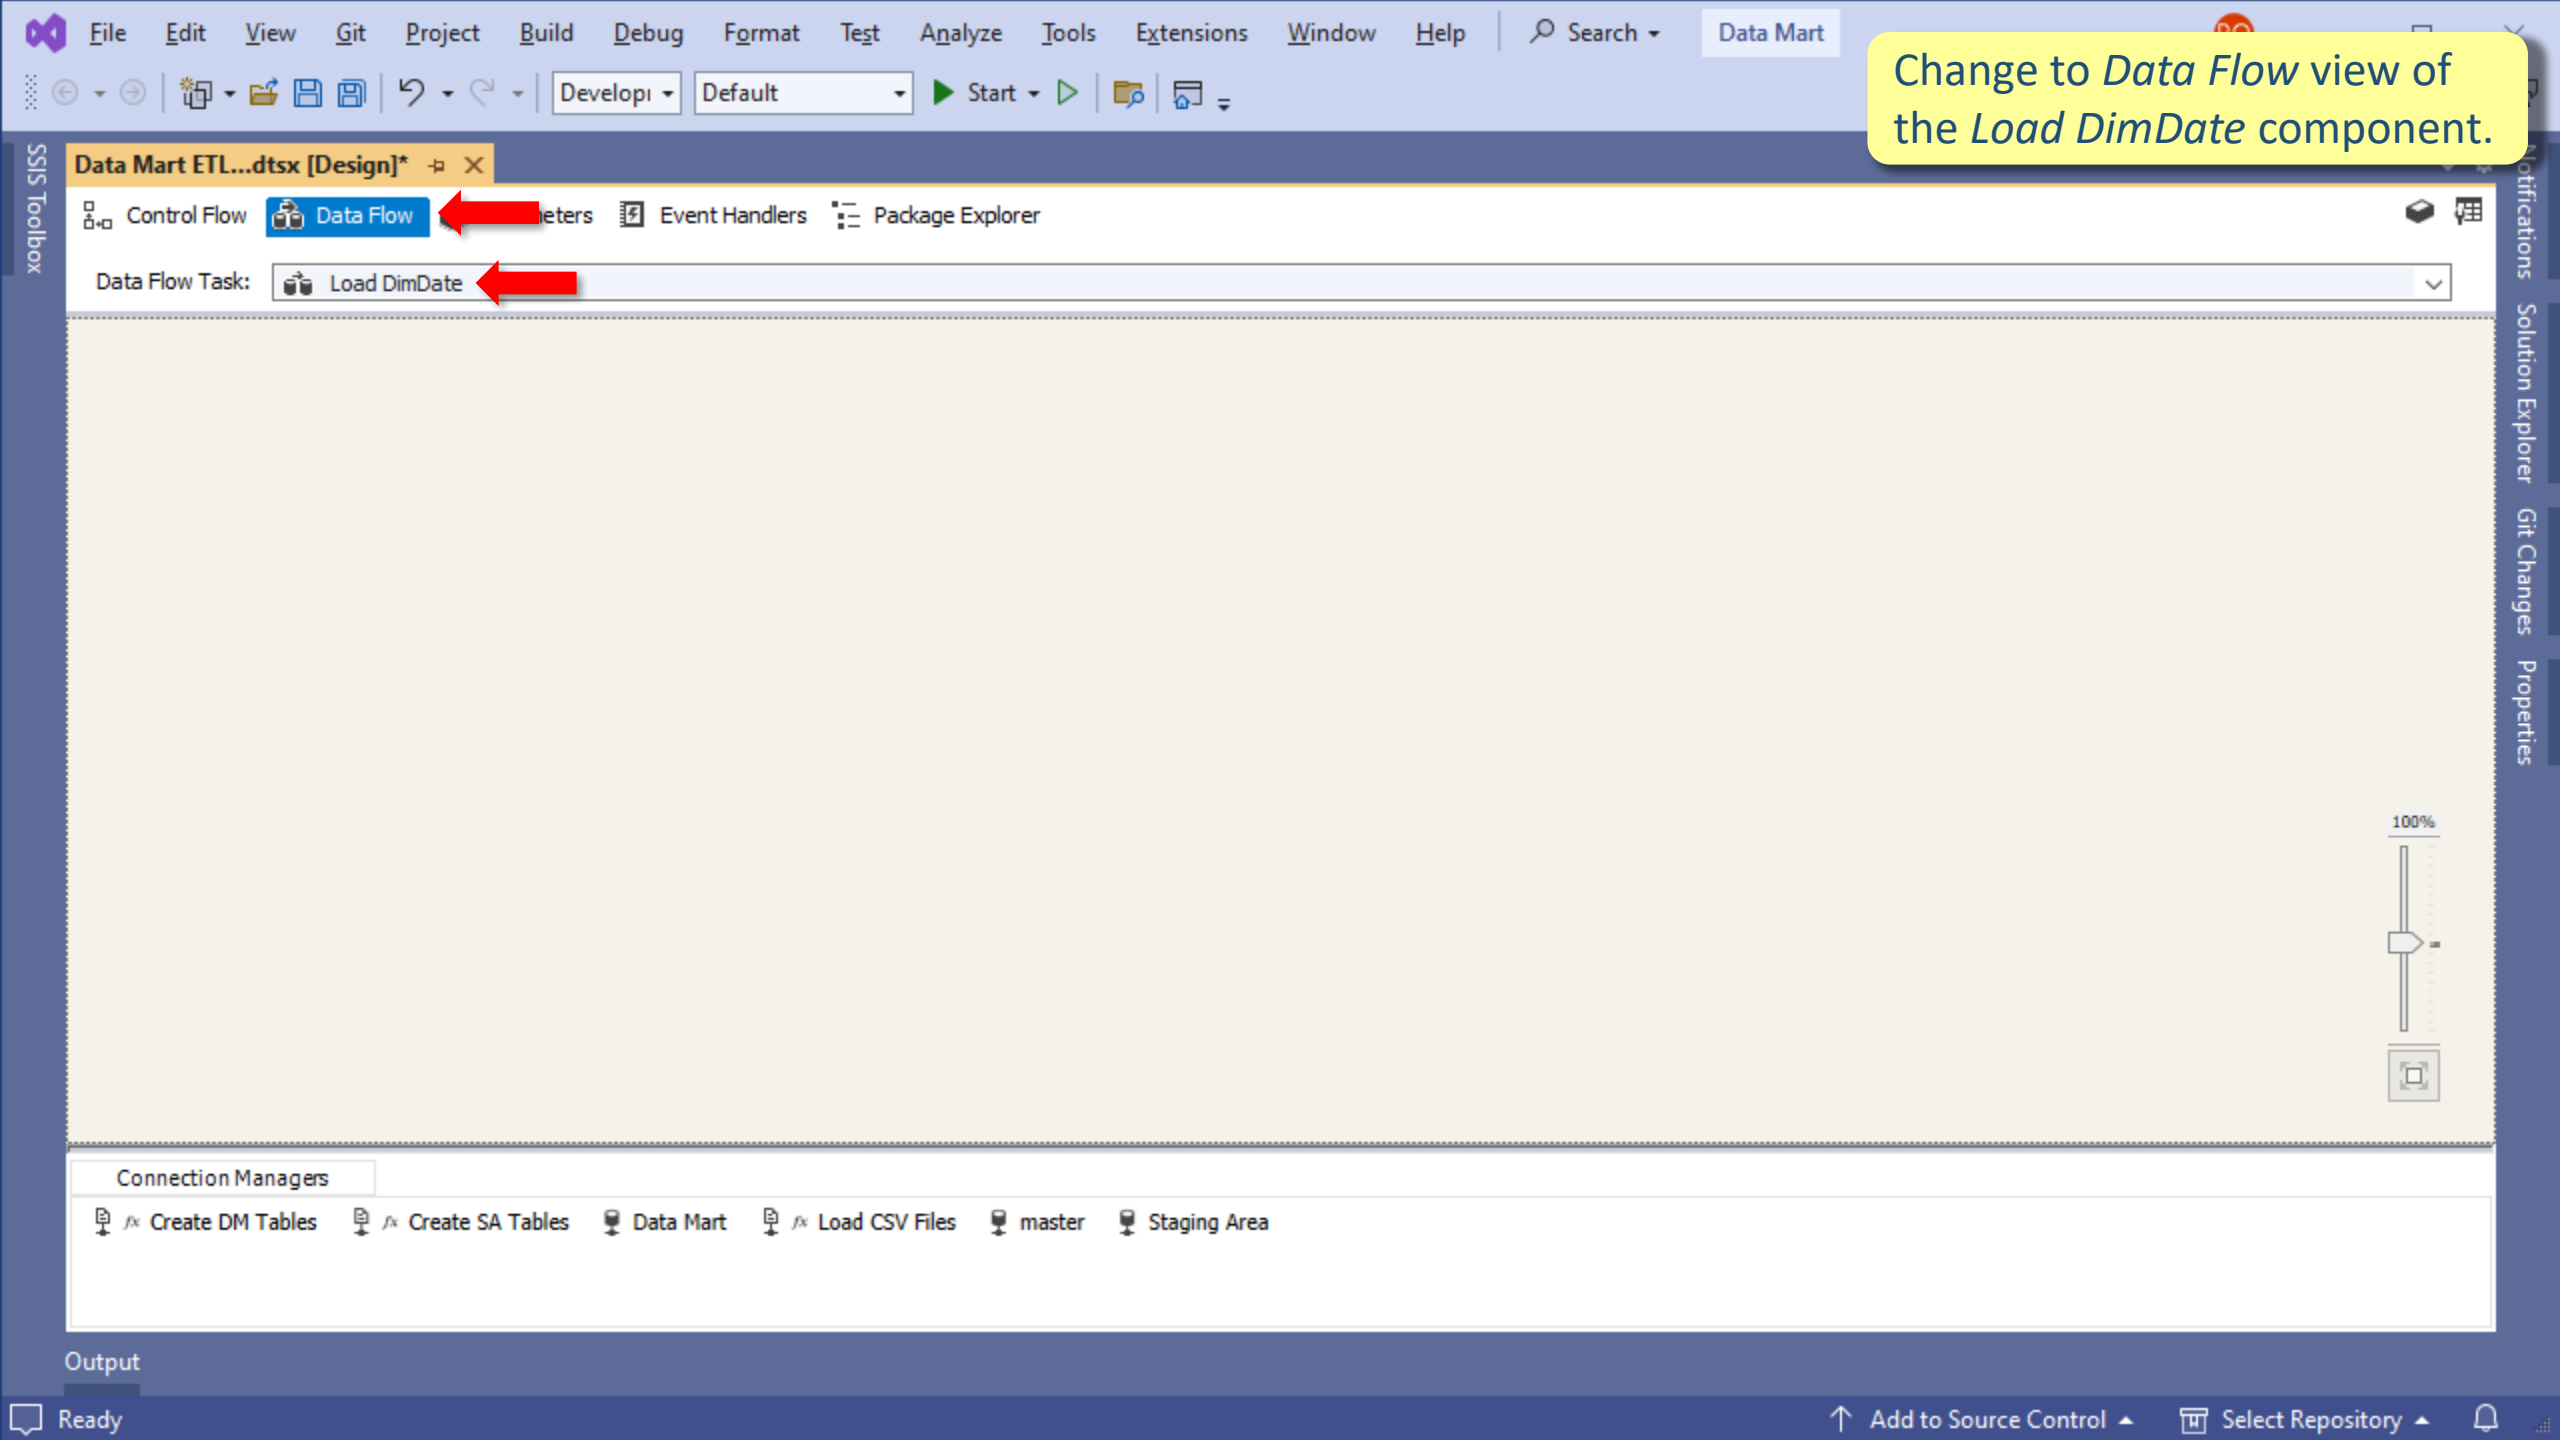 File Edit View Git Project Build Debug Format Test Analyze Tools Extensions Window Help Search Data Mart
Change to Data Flow view of
the Load DimDate component.
Default Start
Data Mart ETL...dtsx [Design]*
Control Flow Data Flow Event Handlers Package Explorer
Data Flow Task: Load DimDate
SSIS Toolbox
Notifications
Solution Explorer
Git Changes
Properties
100%
Connection Managers
fx Create DM Tables fx Create SA Tables Data Mart fx Load CSV Files master Staging Area
Output
Ready Add to Source Control Select Repository